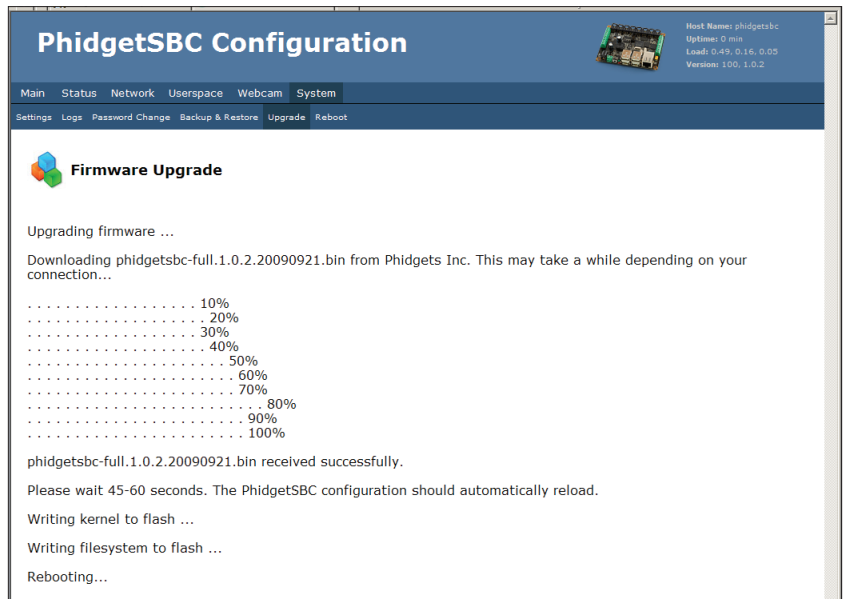 PhidgetSBC Configuration
Host Name: phidgetsbc
Uptime: 0 min
Load: 0.49, 0.16, 0.05
Version: 100, 1.0.2
Main Status Network Userspace Webcam System
Settings Logs Password Change Backup & Restore Upgrade Reboot
Firmware Upgrade
Upgrading firmware ...
Downloading phidgetsbc-full.1.0.2.20090921.bin from Phidgets Inc. This may take a while depending on your
connection...
. . . . . . . . . . . . . . . . . . 10%
. . . . . . . . . . . . . . . . . . . 20%
. . . . . . . . . . . . . . . . . . 30%
. . . . . . . . . . . . . . . . . . . 40%
. . . . . . . . . . . . . . . . . . . . . 50%
. . . . . . . . . . . . . . . . . . . . . . 60%
. . . . . . . . . . . . . . . . . . . . . . 70%
. . . . . . . . . . . . . . . . . . . . . . . . . 80%
. . . . . . . . . . . . . . . . . . . . . . . 90%
. . . . . . . . . . . . . . . . . . . . . . . 100%
phidgetsbc-full.1.0.2.20090921.bin received successfully.
Please wait 45-60 seconds. The PhidgetSBC configuration should automatically reload.
Writing kernel to flash ...
Writing filesystem to flash ...
Rebooting...